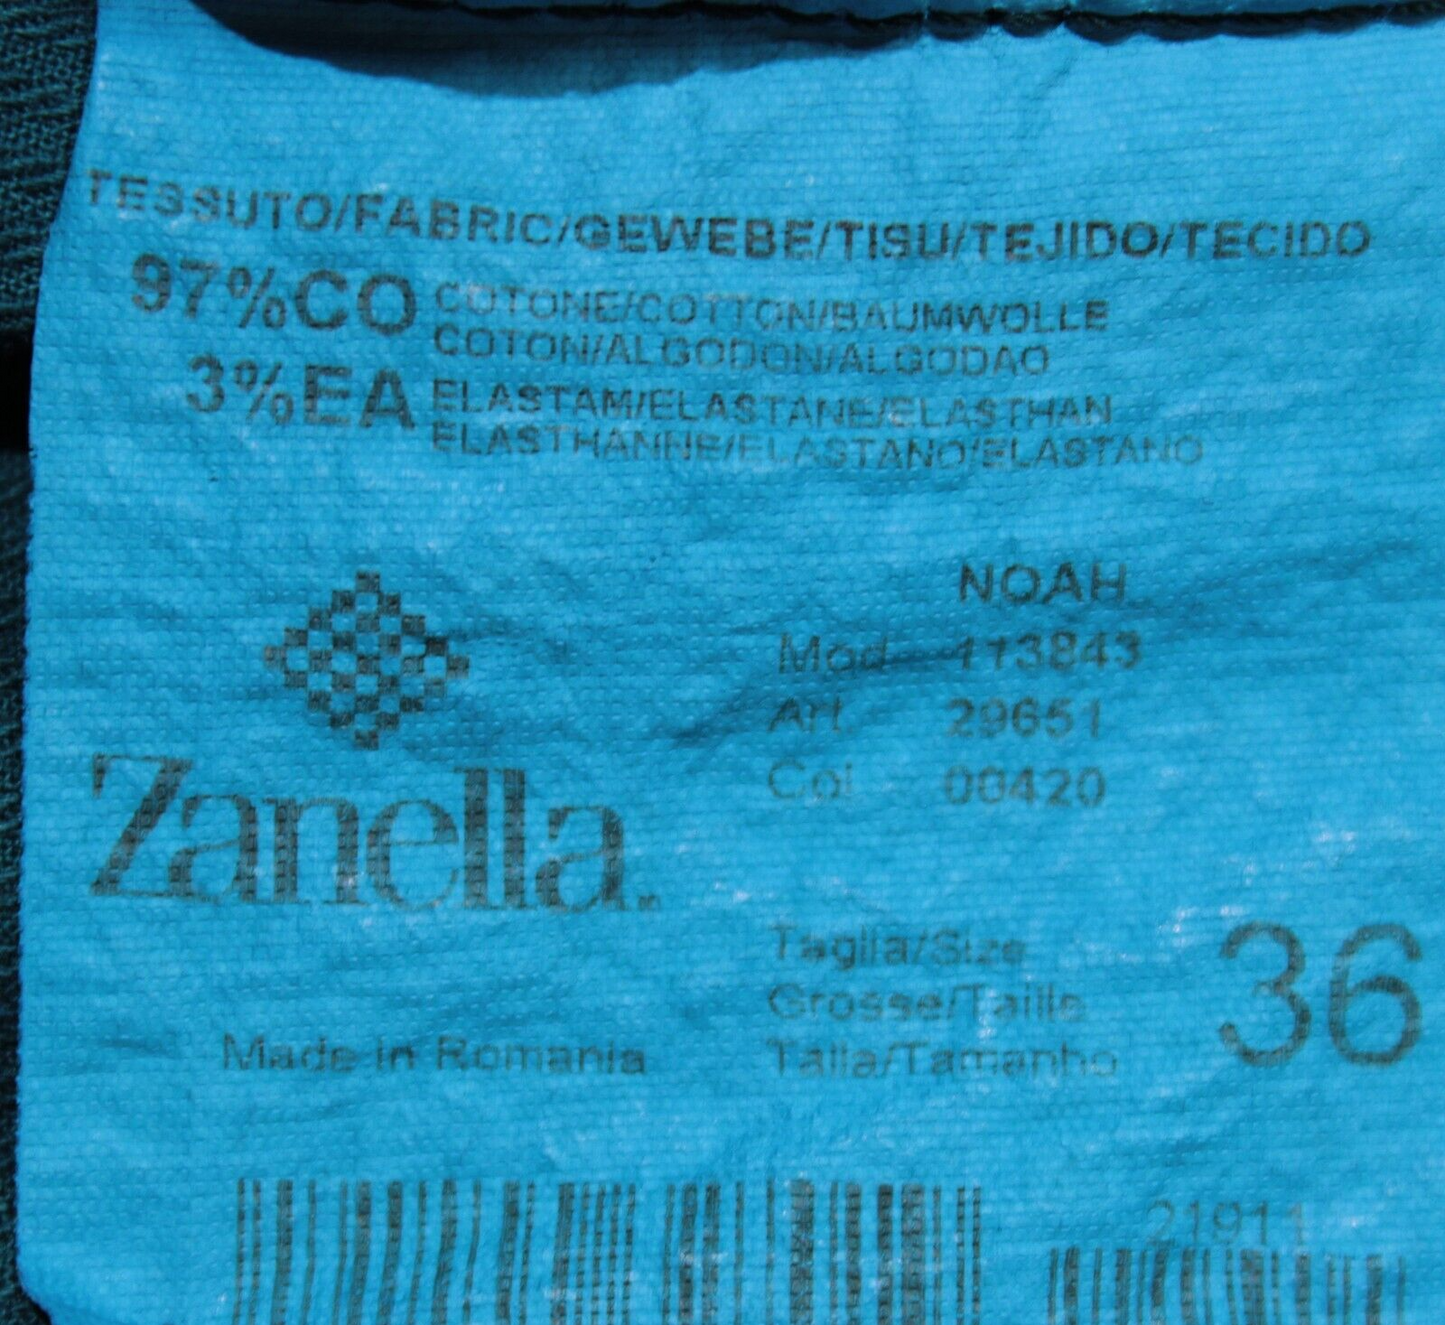 TESSUTO/FABRIC/GEWEBE/TISU/TEJIDO/TECIDO
97%CO COTONE/COTTON/BAUMWOLLE
COTON/ALGODON/ALGODAO
3%EA ELASTAM/ELASTANE/ELASTHAN
ELASTHANNE/ELASTANO/ELASTANO
NOAH
Mod 113843
Art 29651
Col 00420
Zanella
Taglia/Size
Grosse/Taille
Talla/Tamanho
36
Made in Romania
21911